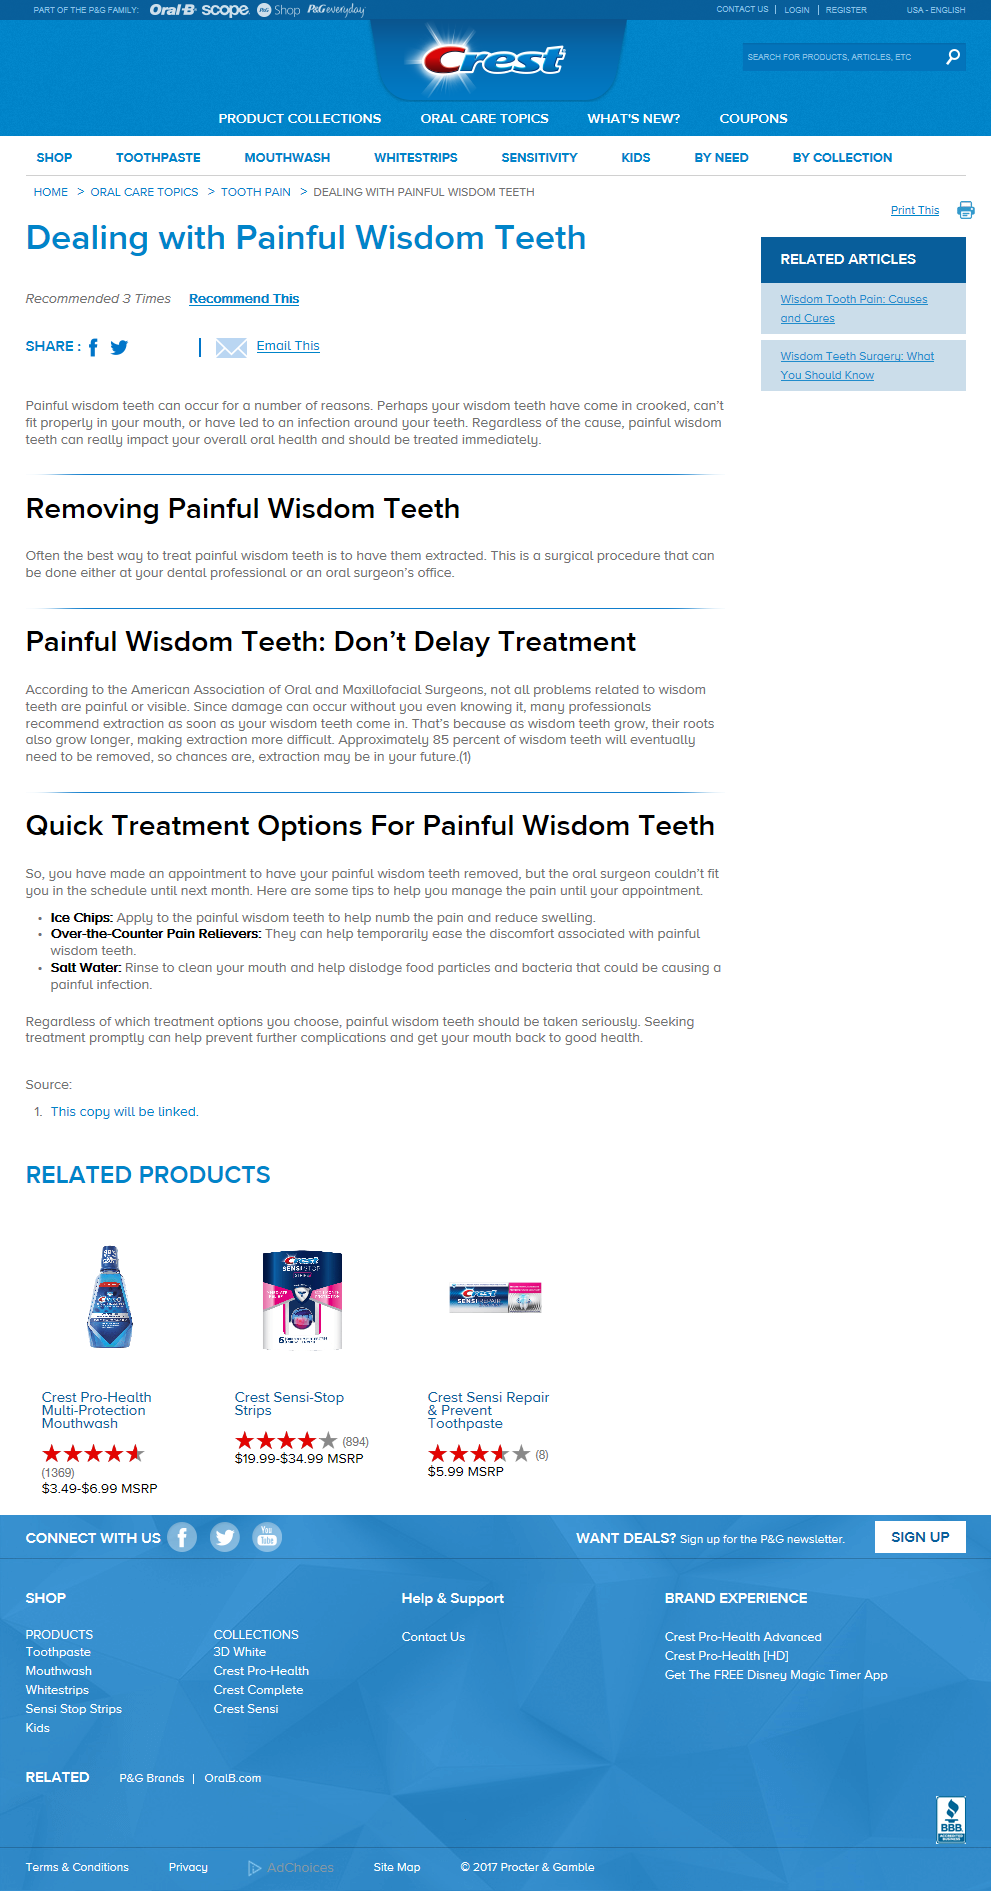 PART OF THE P&G FAMILY: Oral-B scope P&G Shop P&G everyday
CONTACT US | LOGIN | REGISTER USA - ENGLISH
Crest
SEARCH FOR PRODUCTS, ARTICLES, ETC
PRODUCT COLLECTIONS ORAL CARE TOPICS WHAT'S NEW? COUPONS
SHOP TOOTHPASTE MOUTHWASH WHITESTRIPS SENSITIVITY KIDS BY NEED BY COLLECTION
HOME > ORAL CARE TOPICS > TOOTH PAIN > DEALING WITH PAINFUL WISDOM TEETH
Print This
Dealing with Painful Wisdom Teeth
RELATED ARTICLES
Wisdom Tooth Pain: Causes
and Cures
Wisdom Teeth Surgery: What
You Should Know
Recommended 3 Times Recommend This
SHARE : | Email This
Painful wisdom teeth can occur for a number of reasons. Perhaps your wisdom teeth have come in crooked, can't
fit properly in your mouth, or have led to an infection around your teeth. Regardless of the cause, painful wisdom
teeth can really impact your overall oral health and should be treated immediately.
Removing Painful Wisdom Teeth
Often the best way to treat painful wisdom teeth is to have them extracted. This is a surgical procedure that can
be done either at your dental professional or an oral surgeon's office.
Painful Wisdom Teeth: Don't Delay Treatment
According to the American Association of Oral and Maxillofacial Surgeons, not all problems related to wisdom
teeth are painful or visible. Since damage can occur without you even knowing it, many professionals
recommend extraction as soon as your wisdom teeth come in. That's because as wisdom teeth grow, their roots
also grow longer, making extraction more difficult. Approximately 85 percent of wisdom teeth will eventually
need to be removed, so chances are, extraction may be in your future.(1)
Quick Treatment Options For Painful Wisdom Teeth
So, you have made an appointment to have your painful wisdom teeth removed, but the oral surgeon couldn't fit
you in the schedule until next month. Here are some tips to help you manage the pain until your appointment.
• Ice Chips: Apply to the painful wisdom teeth to help numb the pain and reduce swelling.
• Over-the-Counter Pain Relievers: They can help temporarily ease the discomfort associated with painful
wisdom teeth.
• Salt Water: Rinse to clean your mouth and help dislodge food particles and bacteria that could be causing a
painful infection.
Regardless of which treatment options you choose, painful wisdom teeth should be taken seriously. Seeking
treatment promptly can help prevent further complications and get your mouth back to good health.
Source:
1. This copy will be linked.
RELATED PRODUCTS
Crest
Crest
SENSI STOP
STRIPS
Crest
SENSI REPAIR
Crest Pro-Health
Multi-Protection
Mouthwash
(1369)
$3.49-$6.99 MSRP
Crest Sensi-Stop
Strips
(894)
$19.99-$34.99 MSRP
Crest Sensi Repair
& Prevent
Toothpaste
(8)
$5.99 MSRP
CONNECT WITH US You Tube
WANT DEALS? Sign up for the P&G newsletter. SIGN UP
SHOP
PRODUCTS
Toothpaste
Mouthwash
Whitestrips
Sensi Stop Strips
Kids
COLLECTIONS
3D White
Crest Pro-Health
Crest Complete
Crest Sensi
Help & Support
Contact Us
BRAND EXPERIENCE
Crest Pro-Health Advanced
Crest Pro-Health [HD]
Get The FREE Disney Magic Timer App
RELATED P&G Brands | OralB.com
BBB.
ACCREDITED
BUSINESS
Terms & Conditions Privacy AdChoices Site Map © 2017 Procter & Gamble